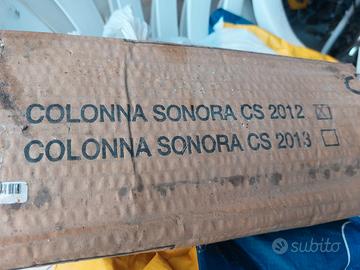 COLONNA SONORA CS 2012 ☒
COLONNA SONORA CS 2013 ☐
subito